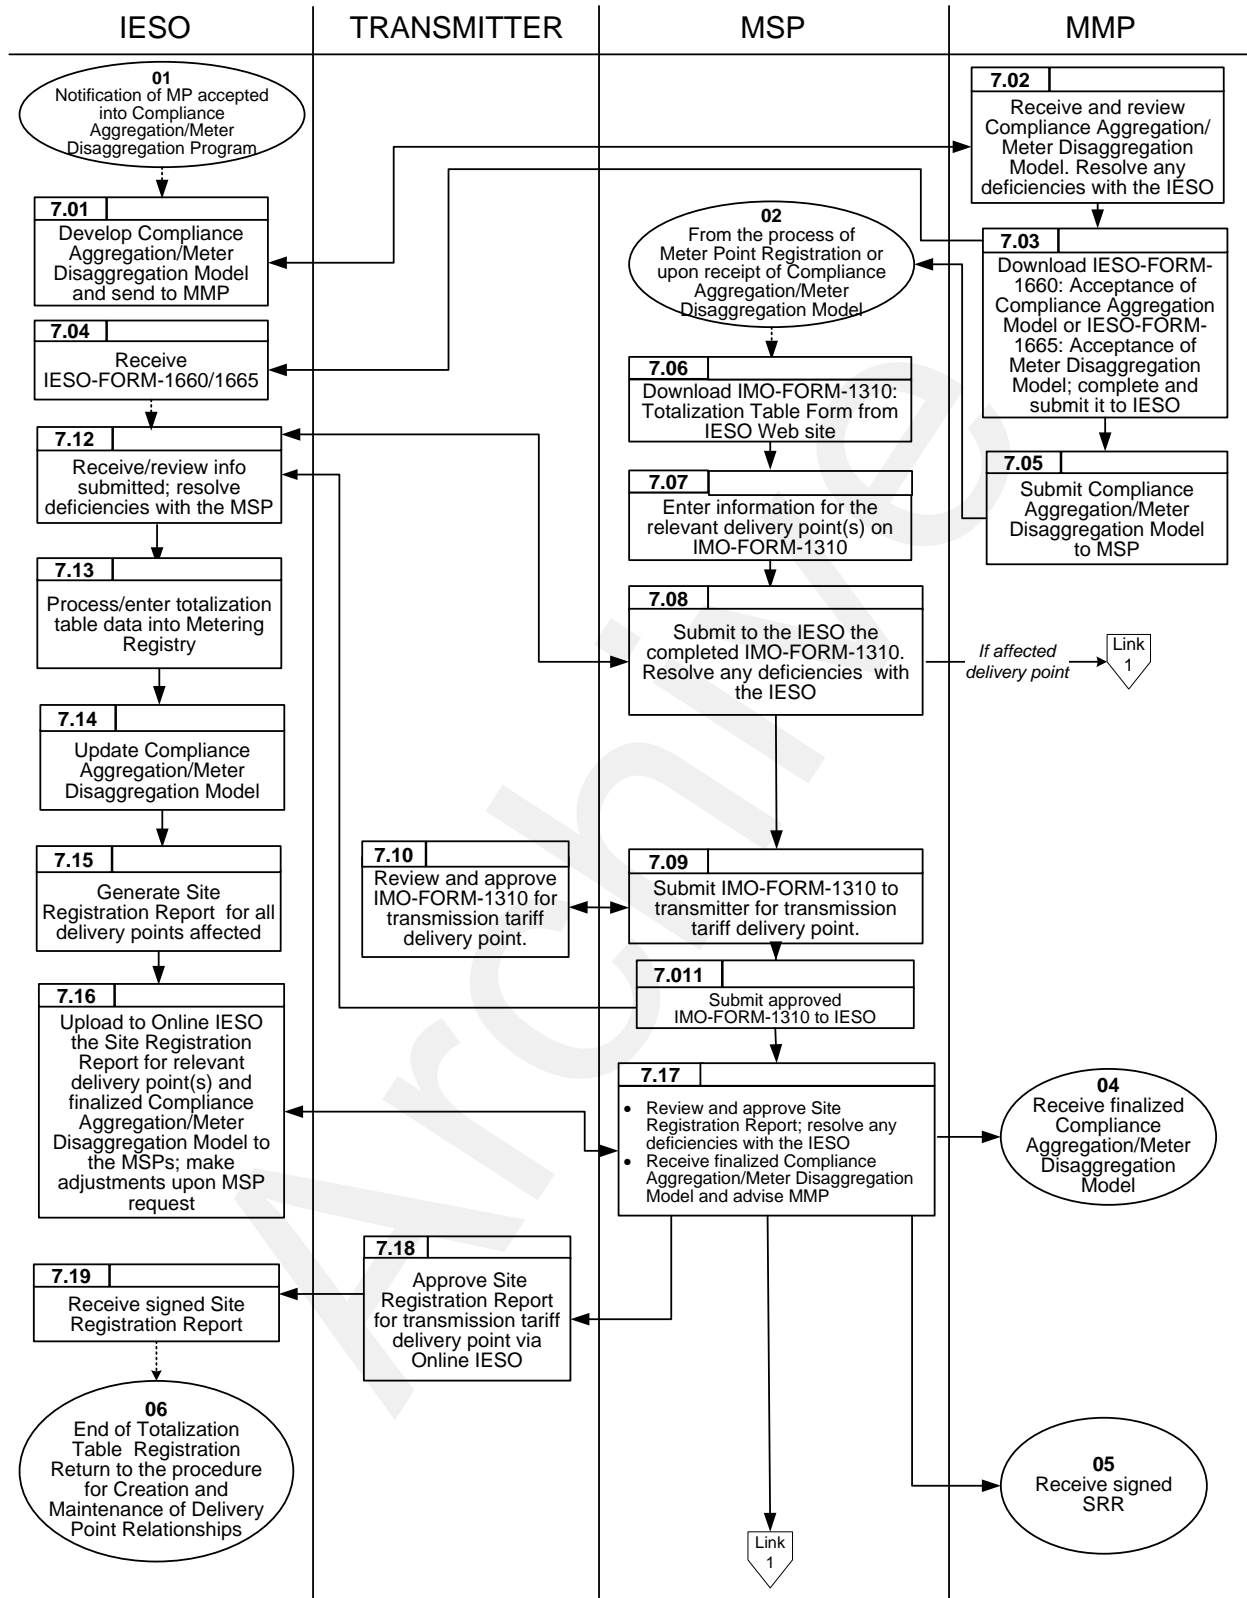 IESO
TRANSMITTER
MSP
MMP
01
Notification of MP accepted
into Compliance
Aggregation/Meter
Disaggregation Program
7.01
Develop Compliance
Aggregation/Meter
Disaggregation Model
and send to MMP
7.04
Receive
IESO-FORM-1660/1665
7.12
Receive/review info
submitted; resolve
deficiencies with the MSP
7.13
Process/enter totalization
table data into Metering
Registry
7.14
Update Compliance
Aggregation/Meter
Disaggregation Model
7.15
Generate Site
Registration Report for all
delivery points affected
7.16
Upload to Online IESO
the Site Registration
Report for relevant
delivery point(s) and
finalized Compliance
Aggregation/Meter
Disaggregation Model to
the MSPs; make
adjustments upon MSP
request
7.19
Receive signed Site
Registration Report
06
End of Totalization
Table Registration
Return to the procedure
for Creation and
Maintenance of Delivery
Point Relationships
7.10
Review and approve
IMO-FORM-1310 for
transmission tariff
delivery point.
7.18
Approve Site
Registration Report
for transmission tariff
delivery point via
Online IESO
02
From the process of
Meter Point Registration or
upon receipt of Compliance
Aggregation/Meter
Disaggregation Model
7.06
Download IMO-FORM-1310:
Totalization Table Form from
IESO Web site
7.07
Enter information for the
relevant delivery point(s) on
IMO-FORM-1310
7.08
Submit to the IESO the
completed IMO-FORM-1310.
Resolve any deficiencies with
the IESO
7.09
Submit IMO-FORM-1310 to
transmitter for transmission
tariff delivery point.
7.011
Submit approved
IMO-FORM-1310 to IESO
7.17
• Review and approve Site
Registration Report; resolve any
deficiencies with the IESO
• Receive finalized Compliance
Aggregation/Meter Disaggregation
Model and advise MMP
Link
1
7.02
Receive and review
Compliance Aggregation/
Meter Disaggregation
Model. Resolve any
deficiencies with the IESO
7.03
Download IESO-FORM-
1660: Acceptance of
Compliance Aggregation
Model or IESO-FORM-
1665: Acceptance of
Meter Disaggregation
Model; complete and
submit it to IESO
7.05
Submit Compliance
Aggregation/Meter
Disaggregation Model
to MSP
If affected
delivery point
Link
1
04
Receive finalized
Compliance
Aggregation/Meter
Disaggregation
Model
05
Receive signed
SRR
Archive